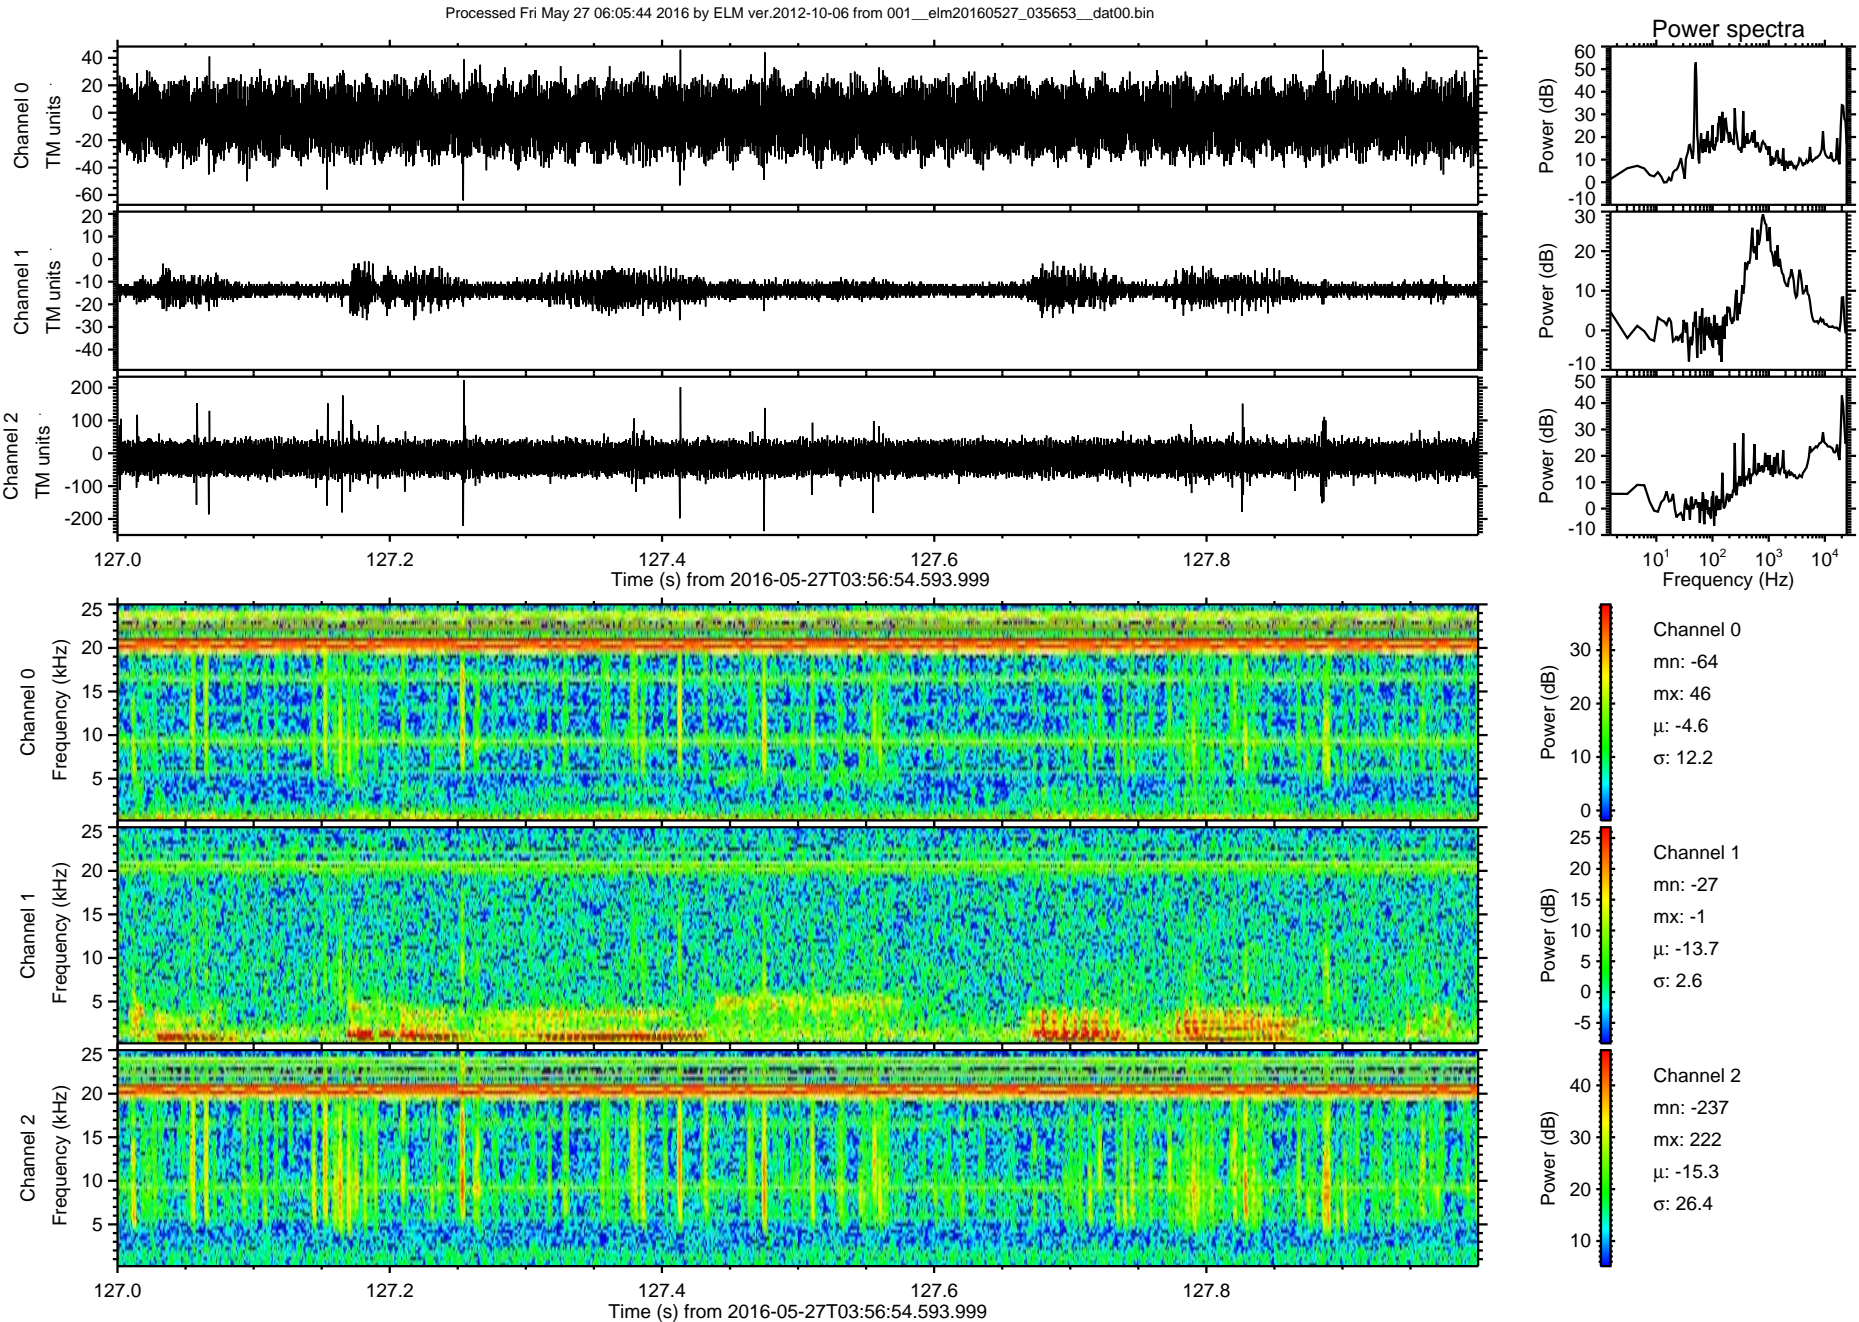 Processed Fri May 27 06:05:44 2016 by ELM ver.2012-10-06 from 001__elm20160527_035653__dat00.bin
Power spectra
Channel 0
TM units
40
20
0
-20
-40
-60
Power (dB)
60
50
40
30
20
10
0
-10
Channel 1
TM units
20
10
0
-10
-20
-30
-40
Power (dB)
30
20
10
0
-10
Channel 2
TM units
200
100
0
-100
-200
Power (dB)
50
40
30
20
10
0
-10
127.0 127.2 127.4 127.6 127.8
Time (s) from 2016-05-27T03:56:54.593.999
10¹ 10² 10³ 10⁴
Frequency (Hz)
Channel 0
Frequency (kHz)
25
20
15
10
5
Power (dB)
30
20
10
0
Channel 0
mn: -64
mx: 46
μ: -4.6
σ: 12.2
Channel 1
Frequency (kHz)
25
20
15
10
5
Power (dB)
25
20
15
10
5
0
-5
Channel 1
mn: -27
mx: -1
μ: -13.7
σ: 2.6
Channel 2
Frequency (kHz)
25
20
15
10
5
Power (dB)
40
30
20
10
Channel 2
mn: -237
mx: 222
μ: -15.3
σ: 26.4
127.0 127.2 127.4 127.6 127.8
Time (s) from 2016-05-27T03:56:54.593.999